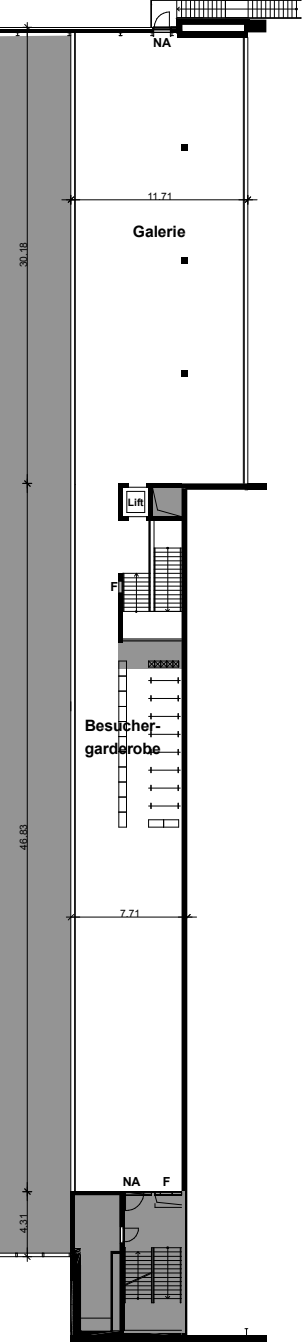 NA
11.71
Galerie
30.18
Lift
F
Besucher-
garderobe
46.83
7.71
NA F
4.31